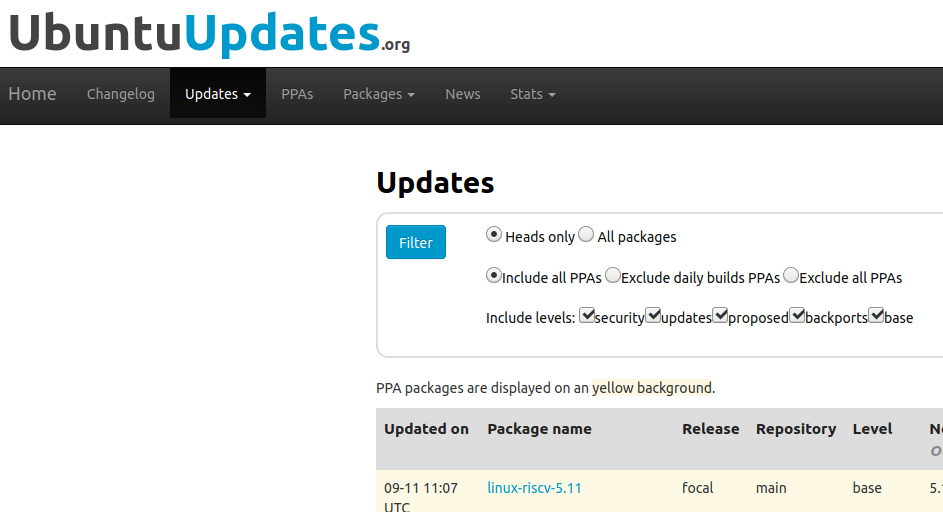 UbuntuUpdates.org
Home Changelog Updates PPAs Packages News Stats
Updates
Filter Heads only All packages
Include all PPAs Exclude daily builds PPAs Exclude all PPAs
Include levels: security updates proposed backports base
PPA packages are displayed on an yellow background.
Updated on Package name Release Repository Level
09-11 11:07 linux-riscv-5.11 focal main base 5.
UTC